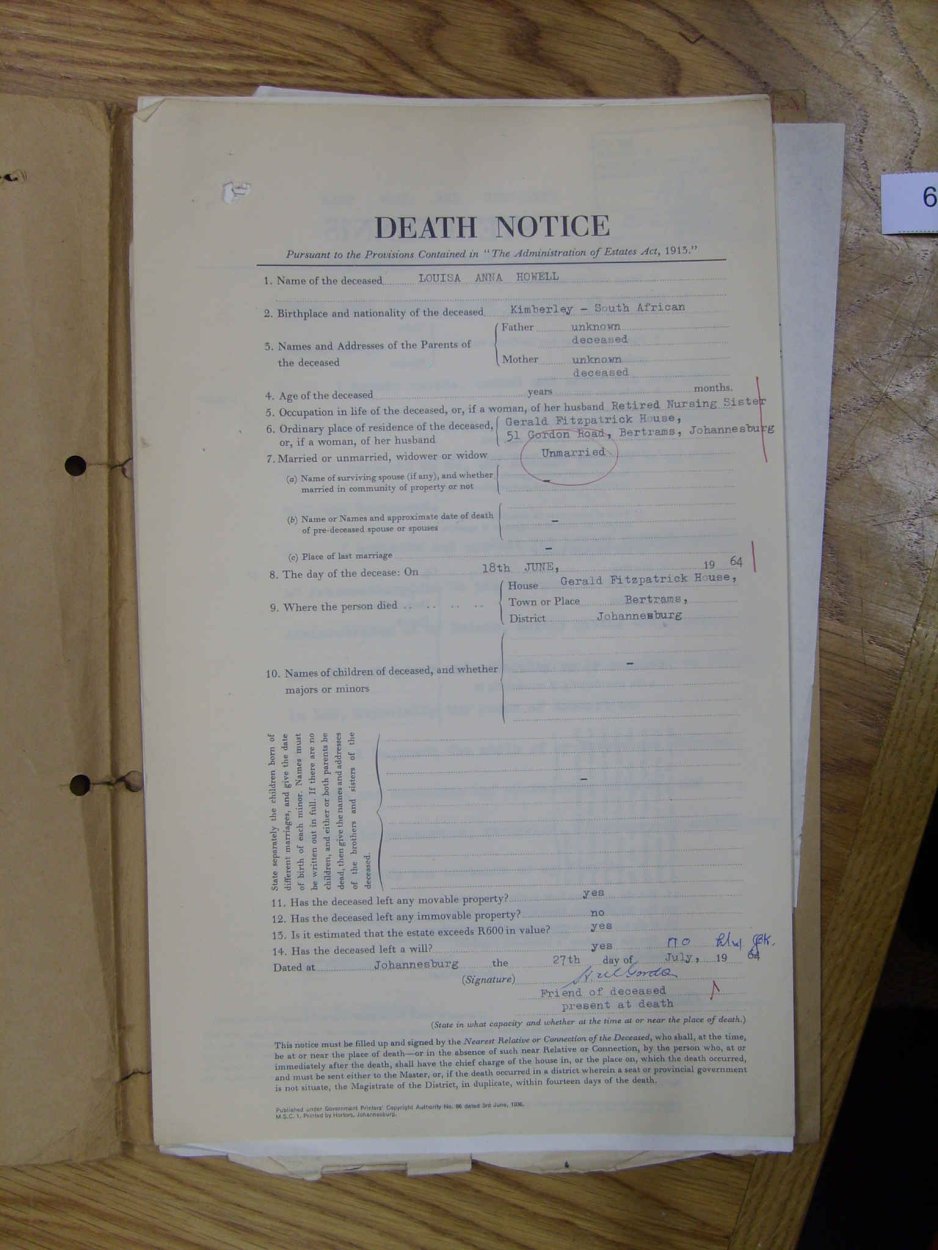 6
DEATH NOTICE
Pursuant to the Provisions Contained in "The Administration of Estates Act, 1913."
1. Name of the deceased LOUISA ANNA HOWELL
2. Birthplace and nationality of the deceased Kimberley - South African
3. Names and Addresses of the Parents of the deceased
Father unknown
deceased
Mother unknown
deceased
4. Age of the deceased years months.
5. Occupation in life of the deceased, or, if a woman, of her husband Retired Nursing Sister
6. Ordinary place of residence of the deceased, or, if a woman, of her husband
Gerald Fitzpatrick House,
51 Gordon Road, Bertrams, Johannesburg
7. Married or unmarried, widower or widow Unmarried
(a) Name of surviving spouse (if any), and whether
married in community of property or not -
(b) Name or Names and approximate date of death
of pre-deceased spouse or spouses -
(c) Place of last marriage -
8. The day of the decease: On 18th JUNE, 19 64
9. Where the person died .. .. .. ..
House Gerald Fitzpatrick House,
Town or Place Bertrams,
District Johannesburg
10. Names of children of deceased, and whether
majors or minors -
State separately the children born of
different marriages, and give the date
of birth of each minor. Names must
be written out in full. If there are no
children, and either or both parents be
dead, then give the names and addresses
of the brothers and sisters of the
deceased. -
11. Has the deceased left any movable property? yes
12. Has the deceased left any immovable property? no
13. Is it estimated that the estate exceeds R600 in value? yes
14. Has the deceased left a will? yes no
Dated at Johannesburg the 27th day of July, 19 64
(Signature)
Friend of deceased
present at death
(State in what capacity and whether at the time at or near the place of death.)
This notice must be filled up and signed by the Nearest Relative or Connection of the Deceased, who shall, at the time,
be at or near the place of death—or in the absence of such near Relative or Connection, by the person who, at or
immediately after the death, shall have the chief charge of the house in, or the place on, which the death occurred,
and must be sent either to the Master, or, if the death occurred in a district wherein a seat or provincial government
is not situate, the Magistrate of the District, in duplicate, within fourteen days of the death.
Published under Government Printers' Copyright Authority No. 86 dated 3rd June, 1936.
M.S.C. 1. Printed by Hortors, Johannesburg.